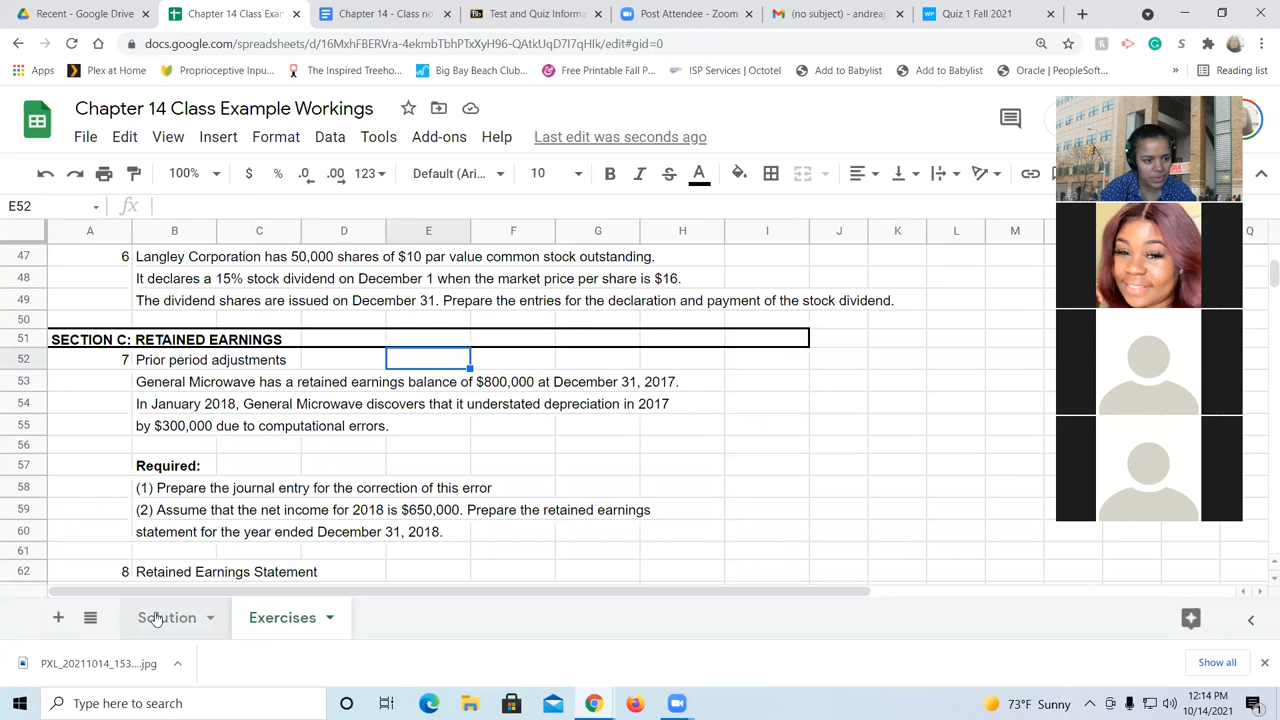 Google Drive
Chapter 14 Class Exan
Chapter 14 - Class no
Test and Quiz Informa
Post Attendee - Zoom
(no subject) - andreaj
Quiz 1 Fall 2021
docs.google.com/spreadsheets/d/16MxhFBERVra-4ekmbTbtPTxXyH96-QAtkUqD7I7qHIk/edit#gid=0
Apps
Plex at Home
Proprioceptive Inpu...
The Inspired Treeho...
Big Bay Beach Club...
Free Printable Fall P...
ISP Services | Octotel
Add to Babylist
Add to Babylist
Oracle | PeopleSoft...
»
Reading list
Chapter 14 Class Example Workings
File Edit View Insert Format Data Tools Add-ons Help Last edit was seconds ago
100% $ % .0 .00 123 Default (Ari... 10 B I S A
E52 fx
A B C D E F G H I J K L M Q
47 6 Langley Corporation has 50,000 shares of $10 par value common stock outstanding.
48 It declares a 15% stock dividend on December 1 when the market price per share is $16.
49 The dividend shares are issued on December 31. Prepare the entries for the declaration and payment of the stock dividend.
50
51 SECTION C: RETAINED EARNINGS
52 7 Prior period adjustments
53 General Microwave has a retained earnings balance of $800,000 at December 31, 2017.
54 In January 2018, General Microwave discovers that it understated depreciation in 2017
55 by $300,000 due to computational errors.
56
57 Required:
58 (1) Prepare the journal entry for the correction of this error
59 (2) Assume that the net income for 2018 is $650,000. Prepare the retained earnings
60 statement for the year ended December 31, 2018.
61
62 8 Retained Earnings Statement
Solution
Exercises
PXL_20211014_153....jpg
Show all
Type here to search
73°F Sunny
12:14 PM
10/14/2021
1